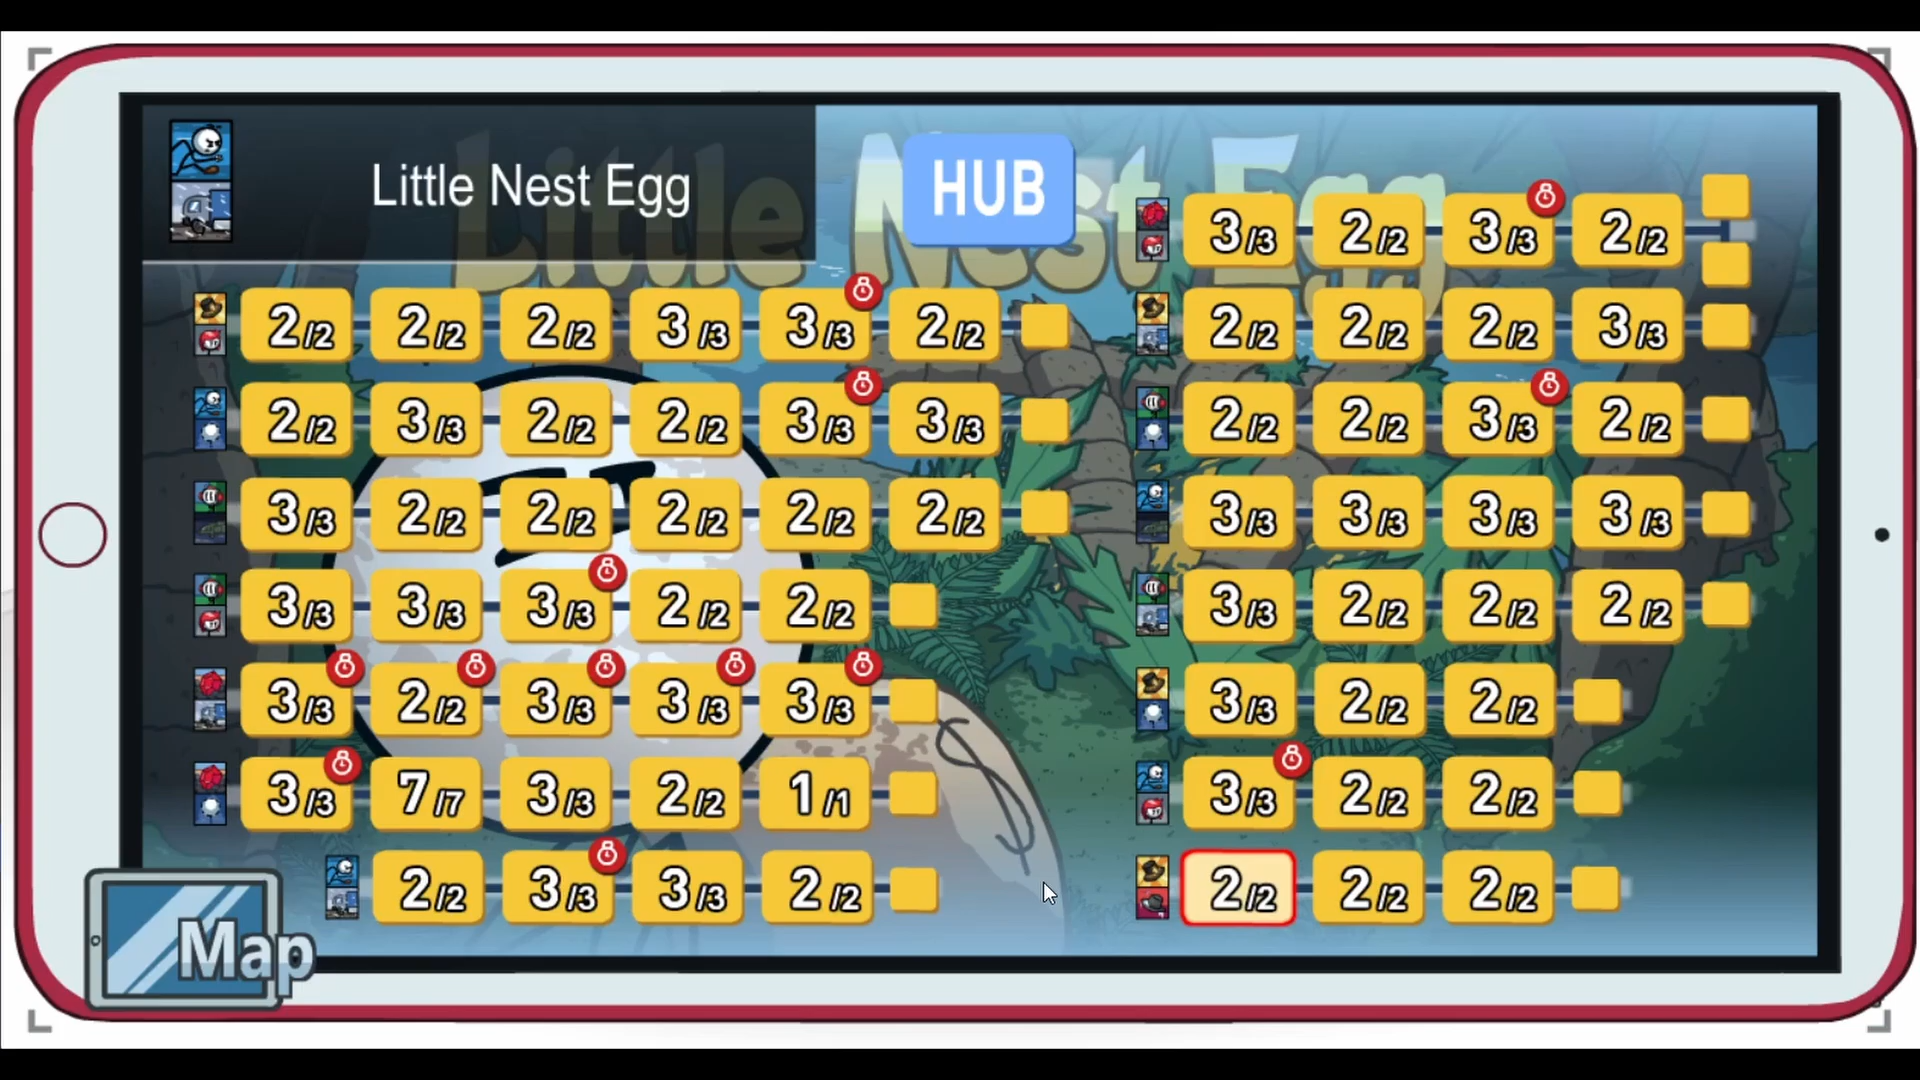 Little Nest Egg
Little Nest Egg
HUB
2/2 2/2 2/2 3/3 3/3 2/2
2/2 3/3 2/2 2/2 3/3 3/3
3/3 2/2 2/2 2/2 2/2 2/2
3/3 3/3 3/3 2/2 2/2
3/3 2/2 3/3 3/3 3/3
3/3 7/7 3/3 2/2 1/1
2/2 3/3 3/3 2/2
3/3 2/2 3/3 2/2
2/2 2/2 2/2 3/3
2/2 2/2 3/3 2/2
3/3 3/3 3/3 3/3
3/3 2/2 2/2 2/2
3/3 2/2 2/2
3/3 2/2 2/2
2/2 2/2 2/2
$
Map